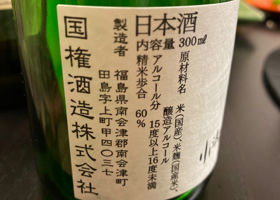 日本酒
内容量 300㎖
原材料名 米(国産)、米麹(国産米)、
醸造アルコール
アルコール分 15度以上16度未満
精米歩合 60%
製造者 福島県南会津郡南会津町
田島字上町甲四〇三七
国権酒造株式会社